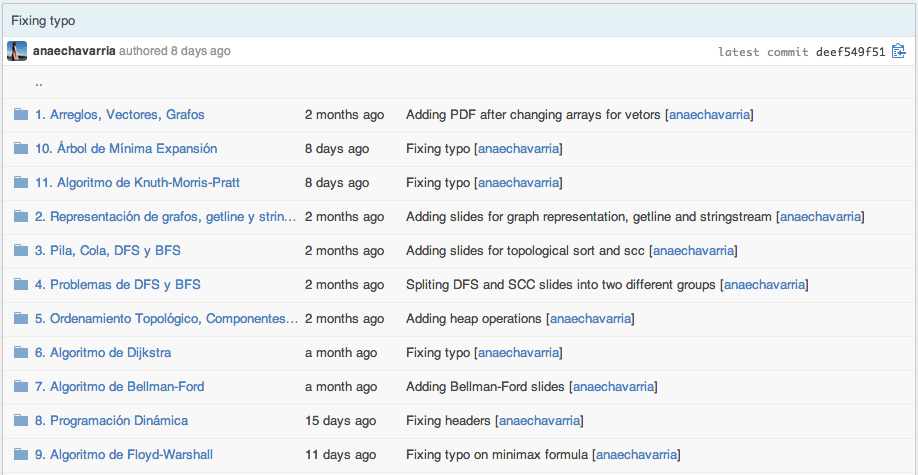 Fixing typo
anaechavarria authored 8 days ago latest commit deef549f51
..
1. Arreglos, Vectores, Grafos 2 months ago Adding PDF after changing arrays for vetors [anaechavarria]
10. Árbol de Mínima Expansión 8 days ago Fixing typo [anaechavarria]
11. Algoritmo de Knuth-Morris-Pratt 8 days ago Fixing typo [anaechavarria]
2. Representación de grafos, getline y strin... 2 months ago Adding slides for graph representation, getline and stringstream [anaechavarria]
3. Pila, Cola, DFS y BFS 2 months ago Adding slides for topological sort and scc [anaechavarria]
4. Problemas de DFS y BFS 2 months ago Spliting DFS and SCC slides into two different groups [anaechavarria]
5. Ordenamiento Topológico, Componentes... 2 months ago Adding heap operations [anaechavarria]
6. Algoritmo de Dijkstra a month ago Fixing typo [anaechavarria]
7. Algoritmo de Bellman-Ford a month ago Adding Bellman-Ford slides [anaechavarria]
8. Programación Dinámica 15 days ago Fixing headers [anaechavarria]
9. Algoritmo de Floyd-Warshall 11 days ago Fixing typo on minimax formula [anaechavarria]